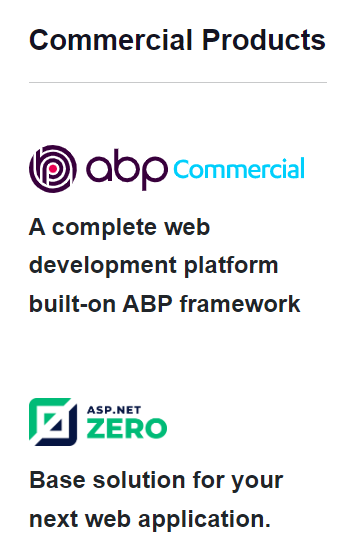 Commercial Products
abp Commercial
A complete web
development platform
built-on ABP framework
ASP.NET
ZERO
Base solution for your
next web application.